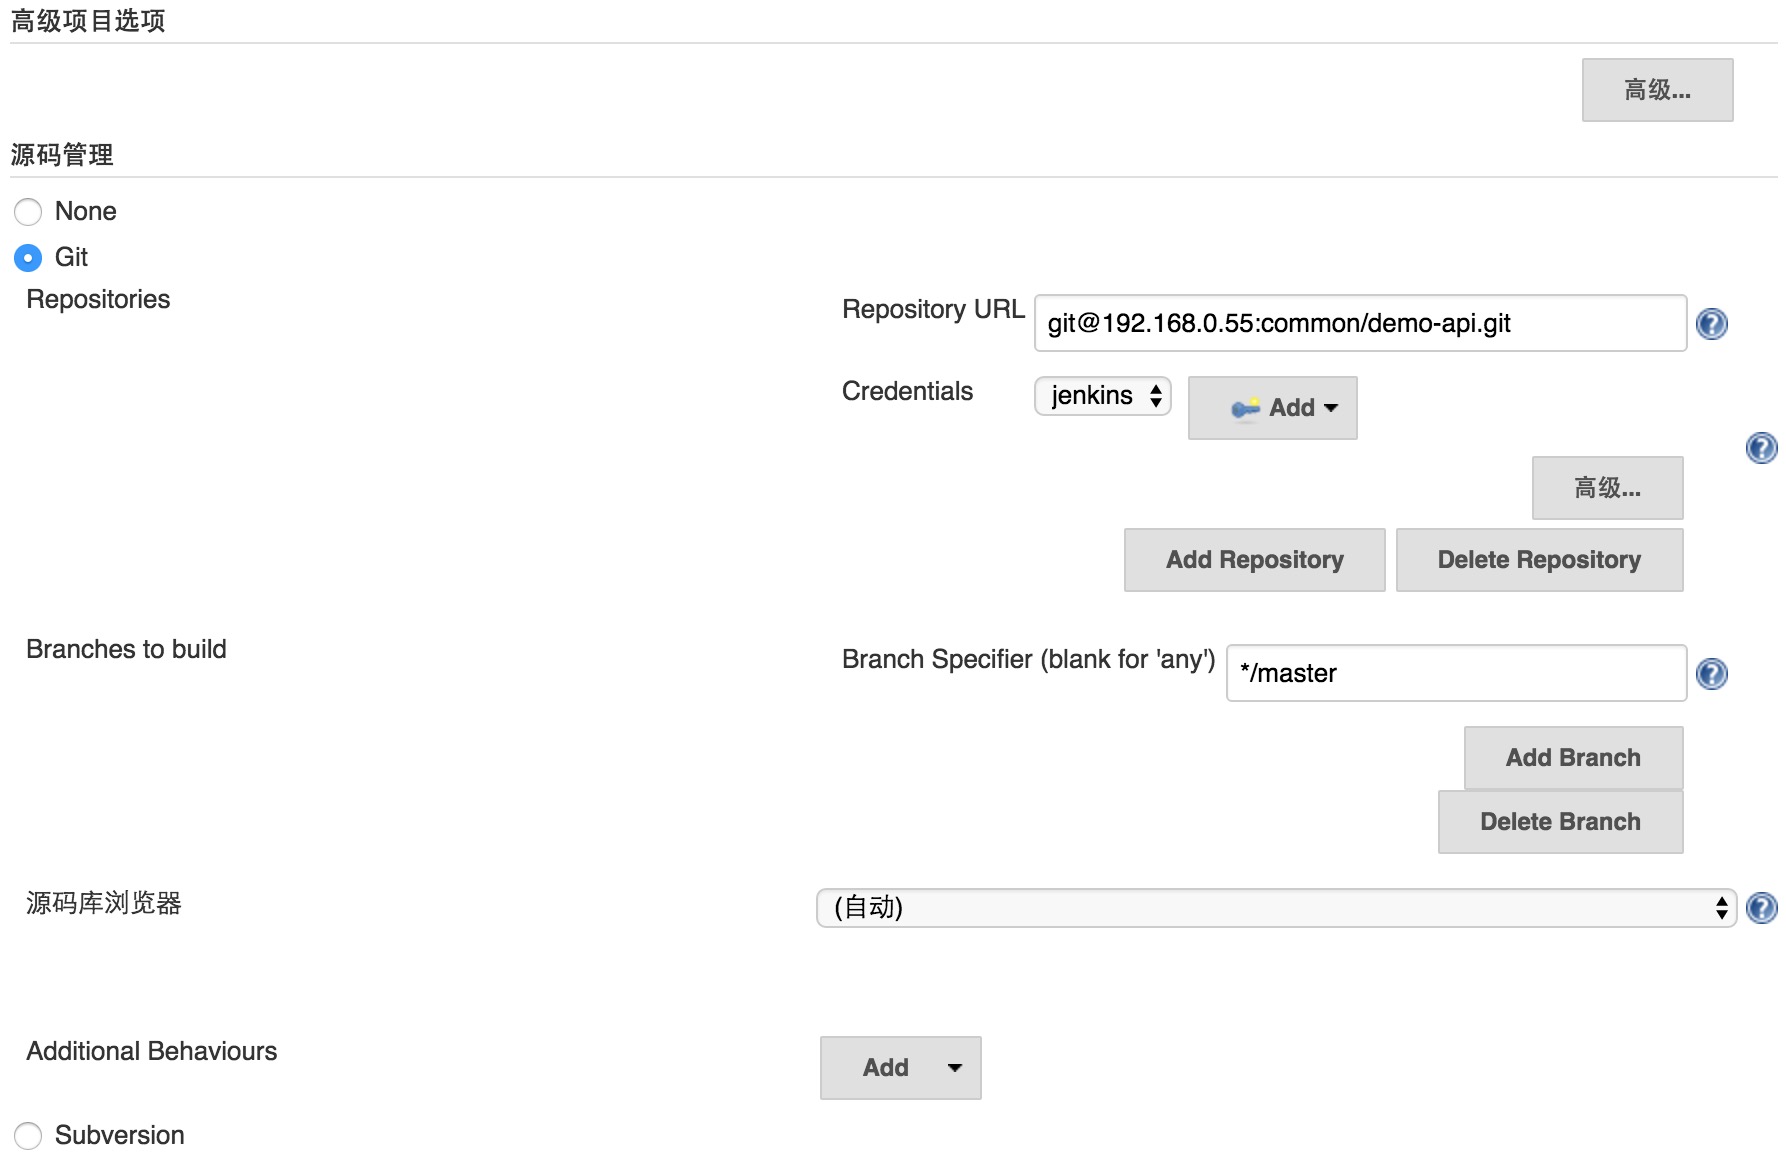 高级项目选项
高级...
源码管理
None
Git
Repositories
Repository URL git@192.168.0.55:common/demo-api.git
Credentials jenkins Add
高级...
Add Repository Delete Repository
Branches to build
Branch Specifier (blank for 'any') */master
Add Branch
Delete Branch
源码库浏览器 (自动)
Additional Behaviours Add
Subversion